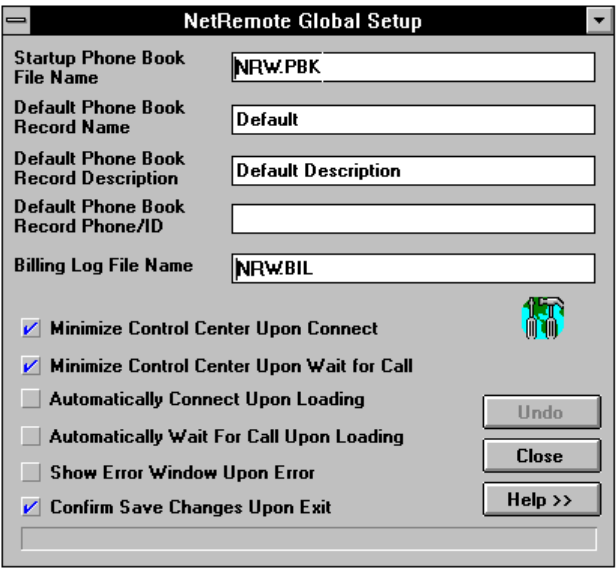 NetRemote Global Setup
Startup Phone Book
File Name
NRW.PBK
Default Phone Book
Record Name
Default
Default Phone Book
Record Description
Default Description
Default Phone Book
Record Phone/ID
Billing Log File Name
NRW.BIL
Minimize Control Center Upon Connect
Minimize Control Center Upon Wait for Call
Automatically Connect Upon Loading
Automatically Wait For Call Upon Loading
Show Error Window Upon Error
Confirm Save Changes Upon Exit
Undo
Close
Help >>